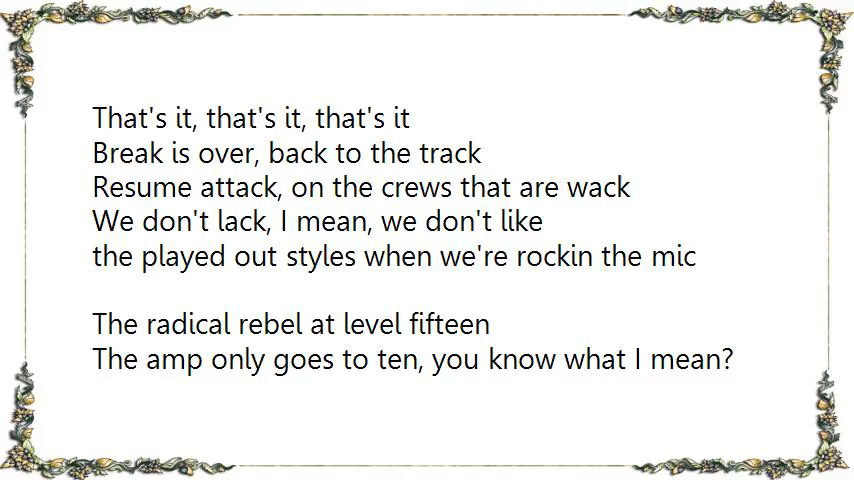 That's it, that's it, that's it
Break is over, back to the track
Resume attack, on the crews that are wack
We don't lack, I mean, we don't like
the played out styles when we're rockin the mic
The radical rebel at level fifteen
The amp only goes to ten, you know what I mean?